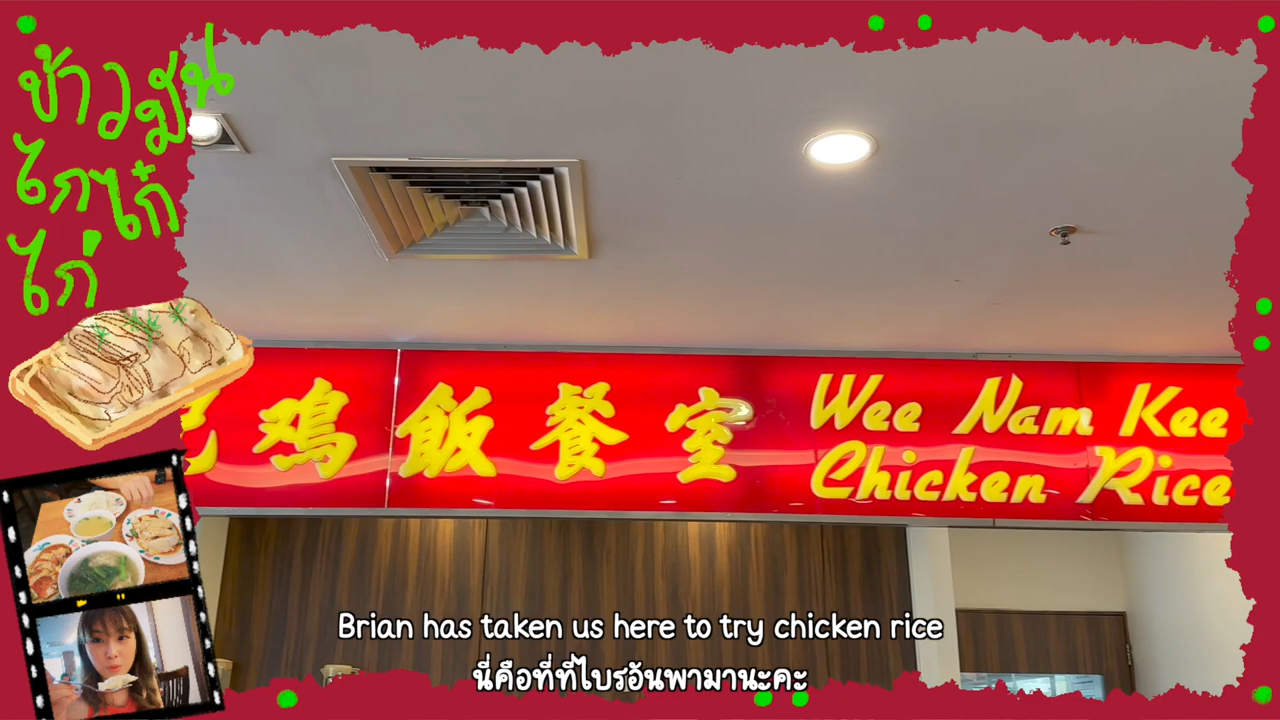 ข้าวมัน
ไก่ไก๋
ไก่
鸡飯餐室
Wee Nam Kee
Chicken Rice
Brian has taken us here to try chicken rice
นี่คือที่ที่ไบรอันพามานะคะ